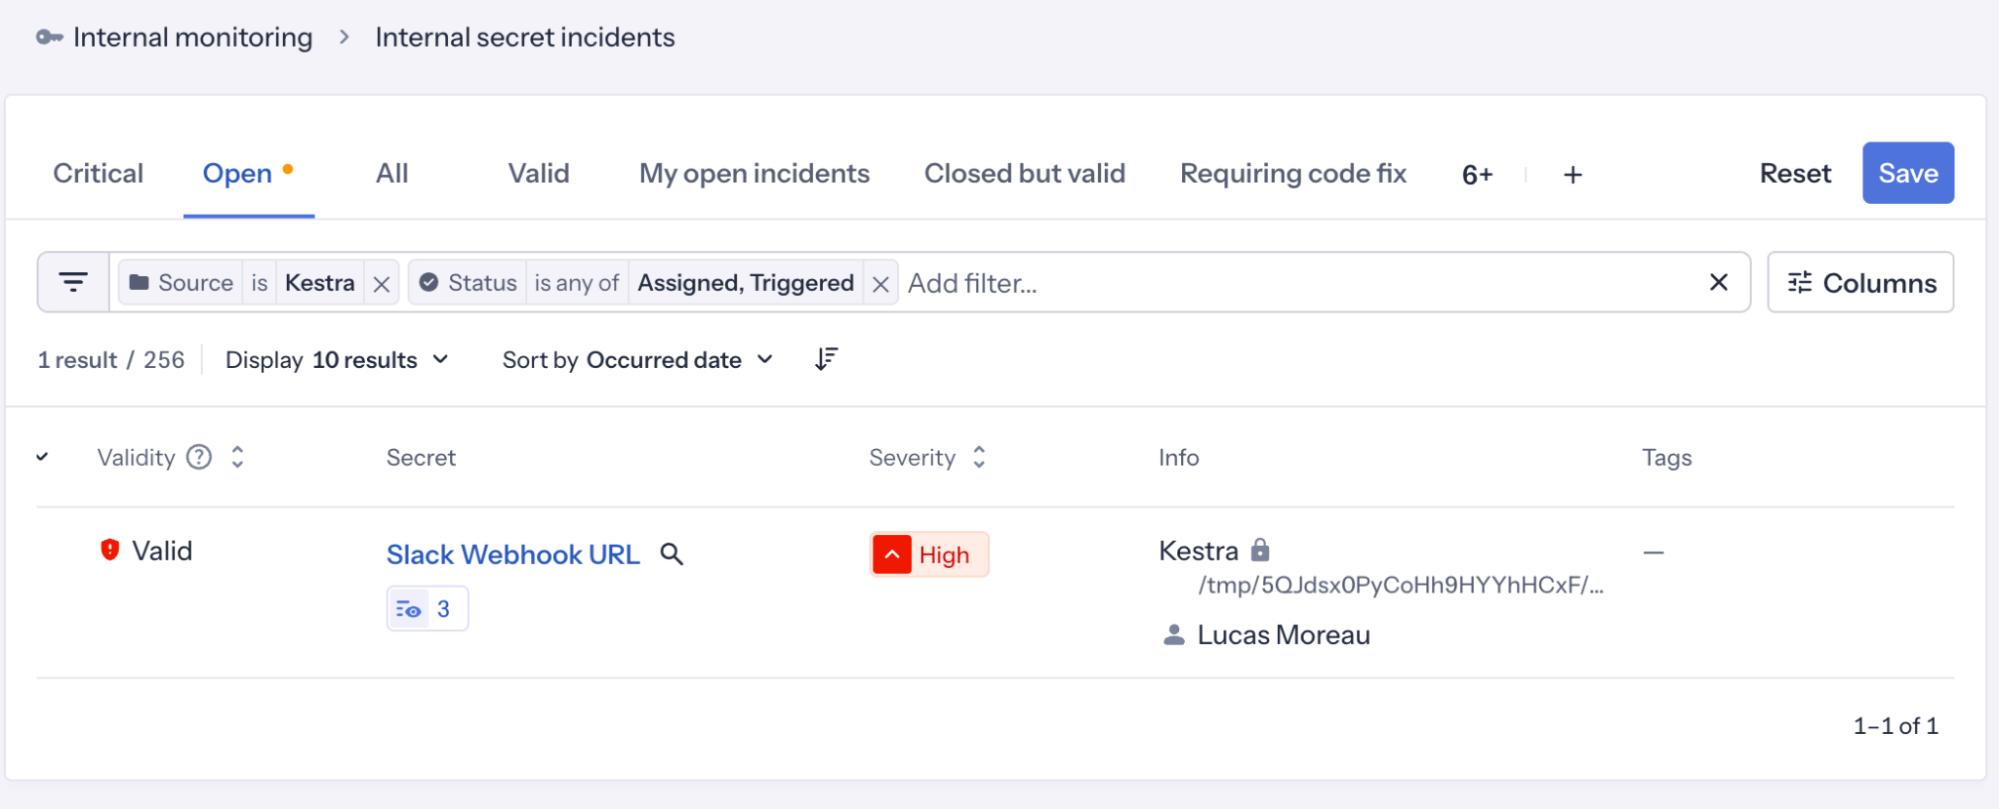 Internal monitoring > Internal secret incidents
Critical Open All Valid My open incidents Closed but valid Requiring code fix 6+ + Reset Save
Source is Kestra Status is any of Assigned, Triggered Add filter... Columns
1 result / 256 Display 10 results Sort by Occurred date
Validity ? Secret Severity Info Tags
Valid Slack Webhook URL High Kestra —
/tmp/5QJdsx0PyCoHh9HYYhHCxF/...
3
Lucas Moreau
1–1 of 1